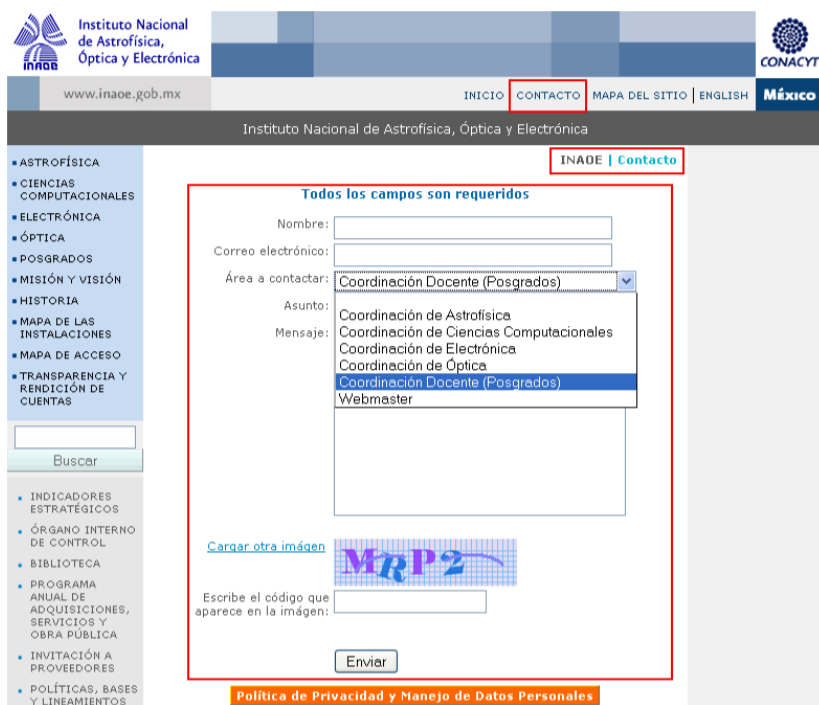 Instituto Nacional
de Astrofísica,
Óptica y Electrónica
INAOE
CONACYT
www.inaoe.gob.mx
INICIO
CONTACTO
MAPA DEL SITIO
ENGLISH
México
Instituto Nacional de Astrofísica, Óptica y Electrónica
INAOE | Contacto
ASTROFÍSICA
CIENCIAS
COMPUTACIONALES
ELECTRÓNICA
ÓPTICA
POSGRADOS
MISIÓN Y VISIÓN
HISTORIA
MAPA DE LAS
INSTALACIONES
MAPA DE ACCESO
TRANSPARENCIA Y
RENDICIÓN DE
CUENTAS
Buscar
INDICADORES
ESTRATÉGICOS
ÓRGANO INTERNO
DE CONTROL
BIBLIOTECA
PROGRAMA
ANUAL DE
ADQUISICIONES,
SERVICIOS Y
OBRA PÚBLICA
INVITACIÓN A
PROVEEDORES
POLÍTICAS, BASES
Y LINEAMIENTOS
Todos los campos son requeridos
Nombre:
Correo electrónico:
Área a contactar:
Coordinación Docente (Posgrados)
Asunto:
Mensaje:
Coordinación de Astrofísica
Coordinación de Ciencias Computacionales
Coordinación de Electrónica
Coordinación de Óptica
Coordinación Docente (Posgrados)
Webmaster
Cargar otra imágen
MRP2
Escribe el código que
aparece en la imágen:
Enviar
Política de Privacidad y Manejo de Datos Personales